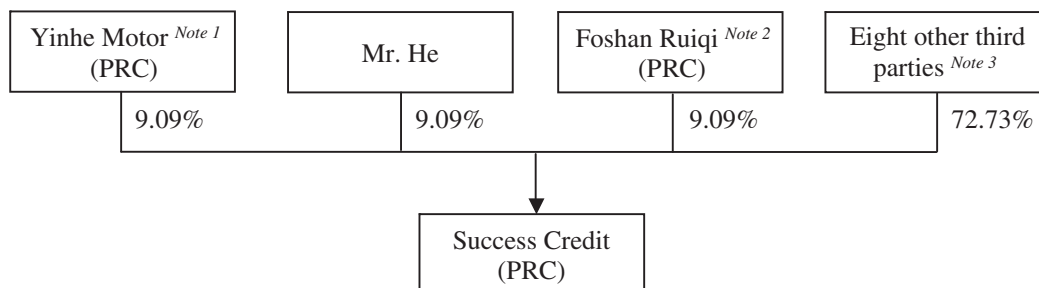 Yinhe Motor Note 1
(PRC)
Mr. He
Foshan Ruiqi Note 2
(PRC)
Eight other third
parties Note 3
9.09%
9.09%
9.09%
72.73%
Success Credit
(PRC)